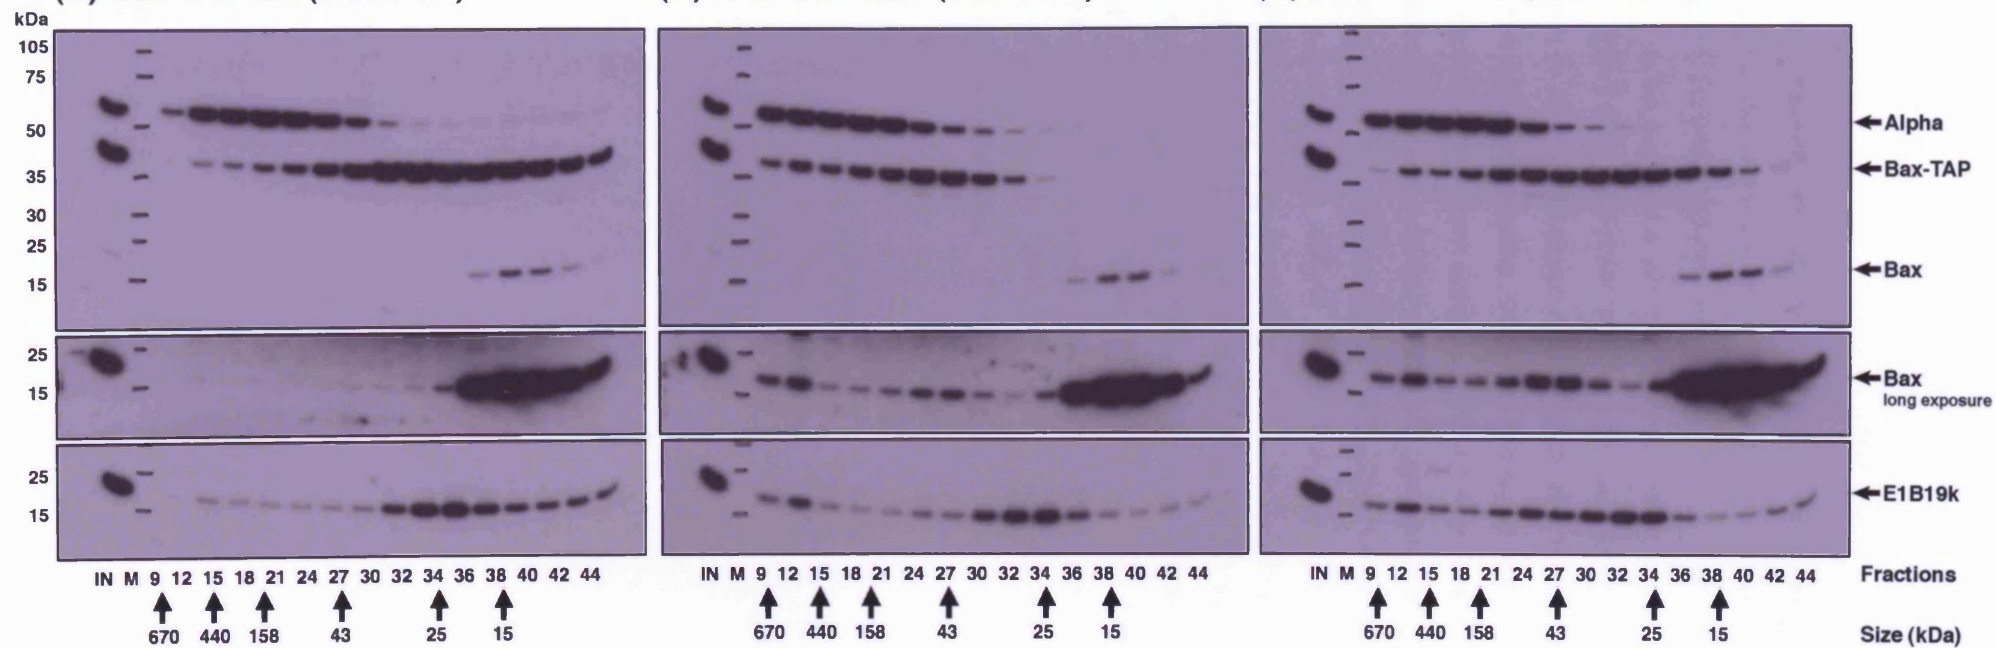 kDa
105
75
50
35
30
25
15
Alpha
Bax-TAP
Bax
25
15
Bax
long exposure
25
15
E1B19k
IN M 9 12 15 18 21 24 27 30 32 34 36 38 40 42 44 IN M 9 12 15 18 21 24 27 30 32 34 36 38 40 42 44 IN M 9 12 15 18 21 24 27 30 32 34 36 38 40 42 44 Fractions
670 440 158 43 25 15 670 440 158 43 25 15 670 440 158 43 25 15 Size (kDa)